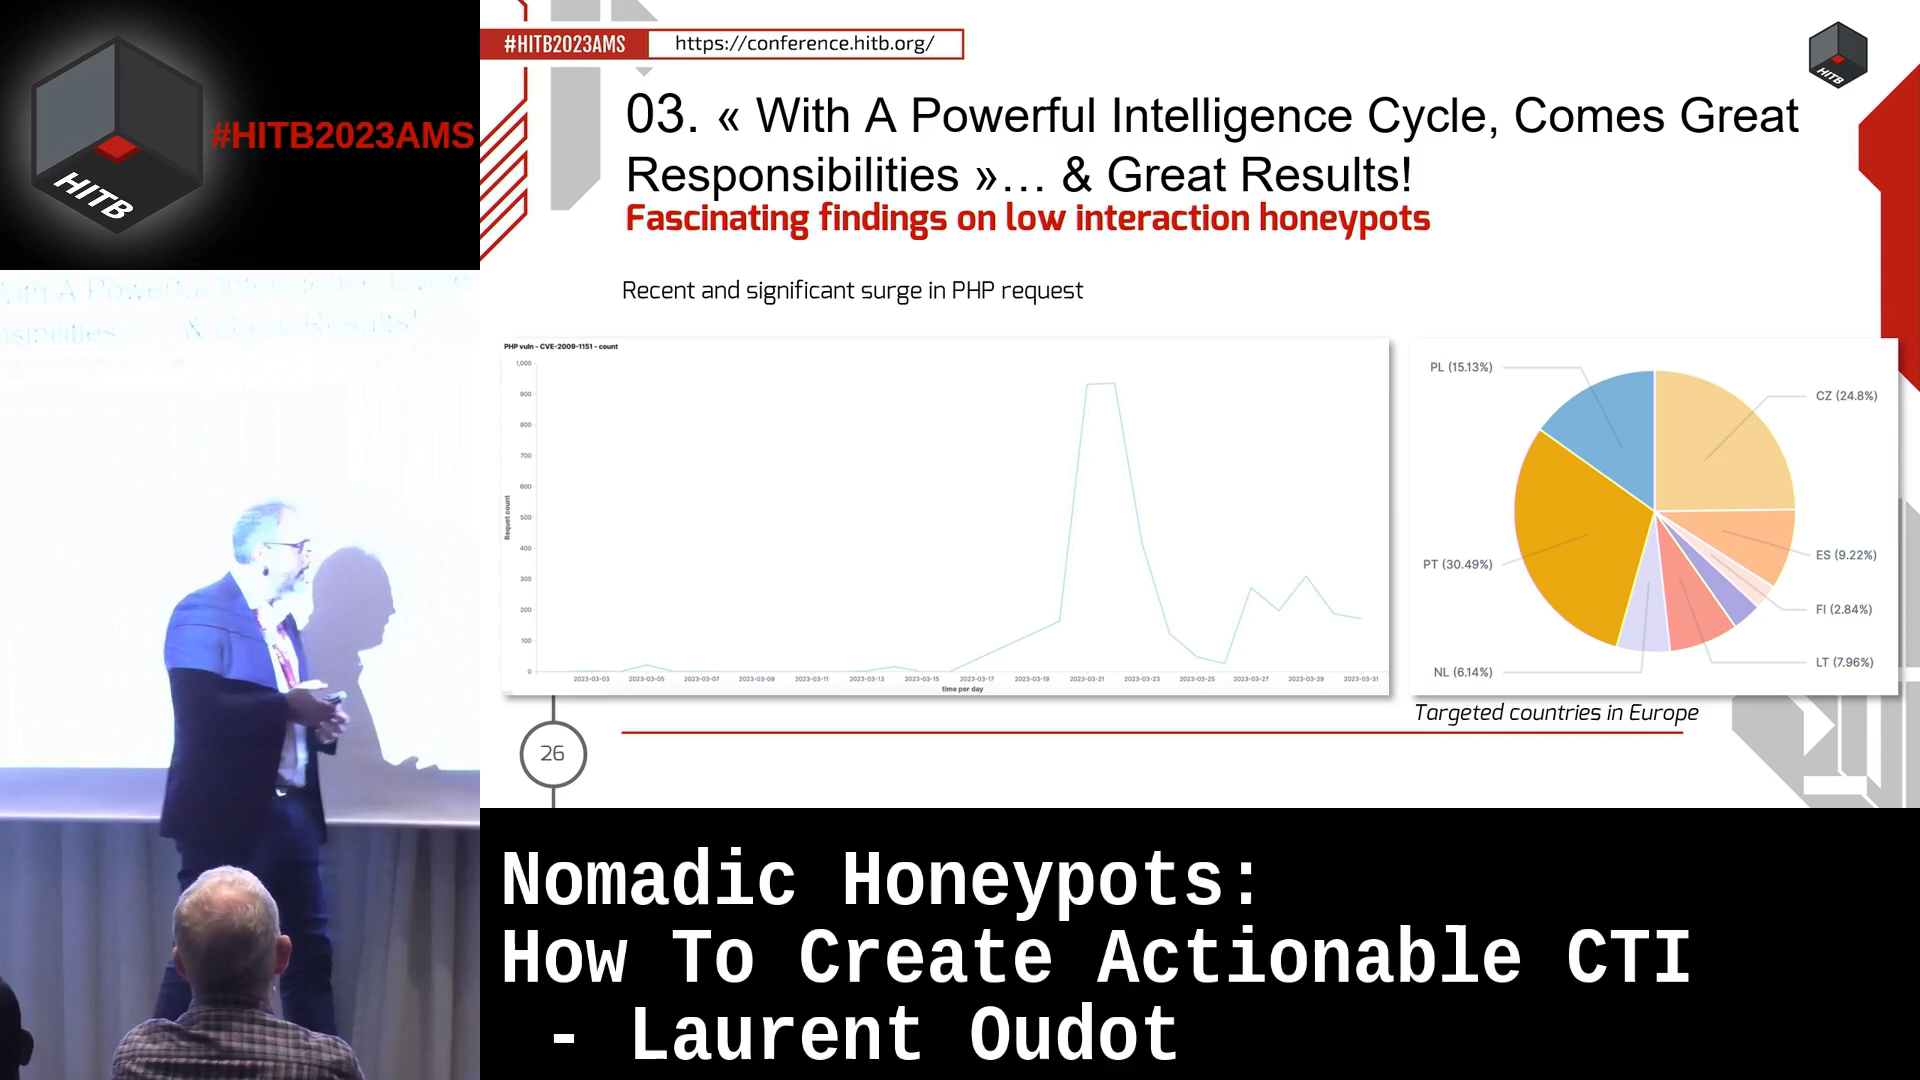 HITB
#HITB2023AMS
#HITB2023AMS
https://conference.hitb.org/
HITB
03. « With A Powerful Intelligence Cycle, Comes Great
Responsibilities »… & Great Results!
Fascinating findings on low interaction honeypots
Recent and significant surge in PHP request
PHP vuln - CVE-2009-1151 - count
1,000
900
800
700
600
500
400
300
200
100
0
Requet count
2023-03-03 2023-03-05 2023-03-07 2023-03-09 2023-03-11 2023-03-13 2023-03-15 2023-03-17 2023-03-19 2023-03-21 2023-03-23 2023-03-25 2023-03-27 2023-03-29 2023-03-31
time per day
PL (15.13%)
CZ (24.8%)
ES (9.22%)
PT (30.49%)
FI (2.84%)
LT (7.96%)
NL (6.14%)
Targeted countries in Europe
26
With A Powerful Intelligence Cycle
& Great Results!
Nomadic Honeypots:
How To Create Actionable CTI
- Laurent Oudot